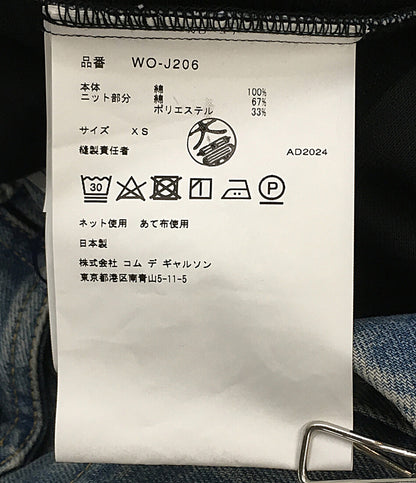 品番 WO-J206
本体 綿 100%
ニット部分 綿 67%
ポリエステル 33%
サイズ XS
縫製責任者 AD2024
30 P
ネット使用 あて布使用
日本製
株式会社 コム デ ギャルソン
東京都港区南青山5-11-5